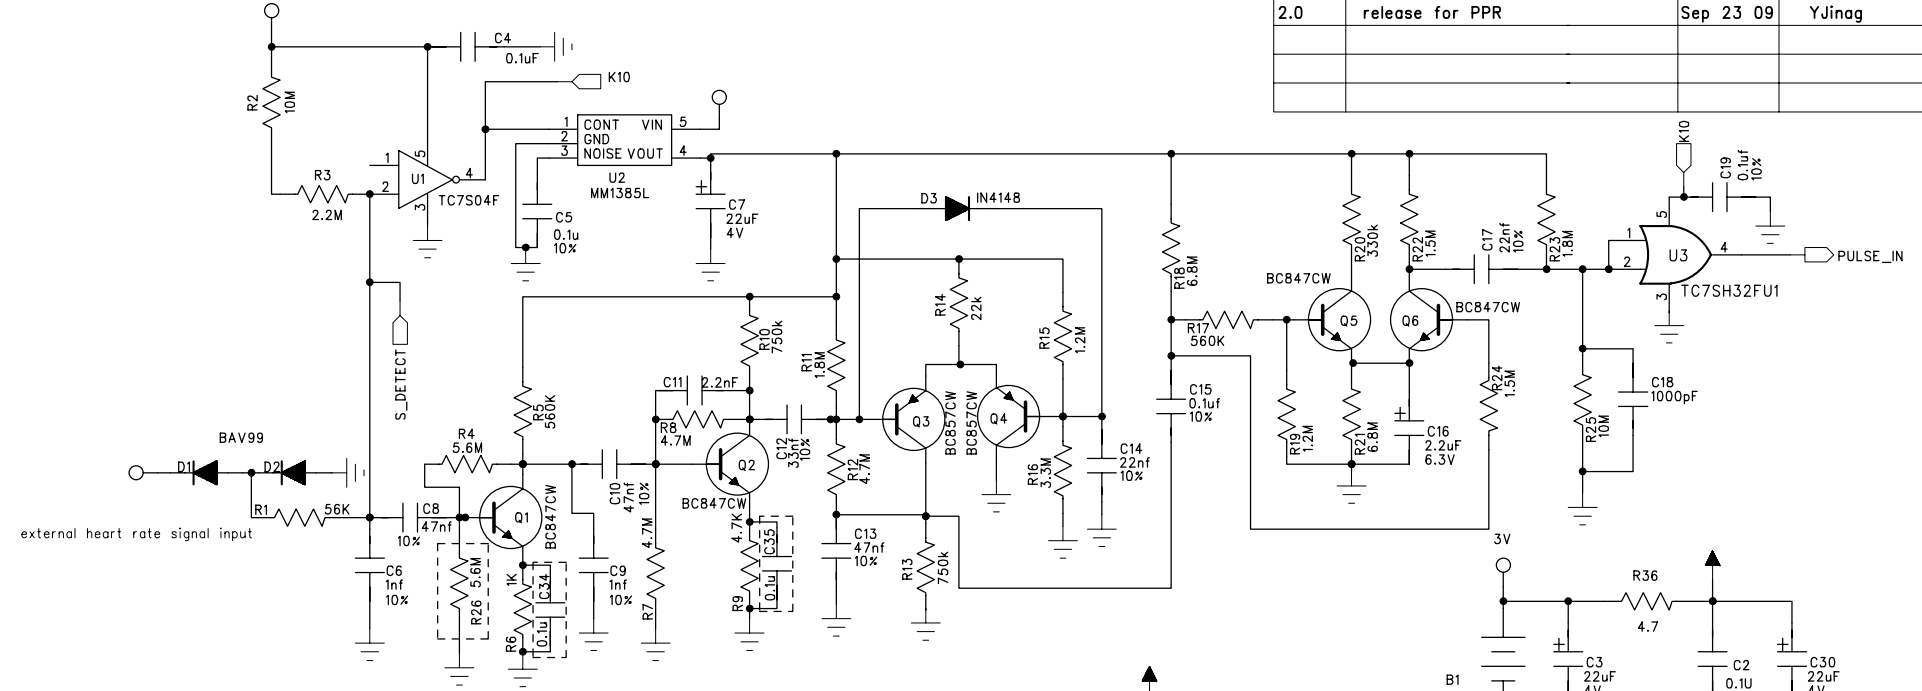 2.0 release for PPR Sep 23 09 YJinag
C4
0.1uF
K10
R2
10M
1 CONT VIN 5
2 GND
3 NOISE VOUT 4
U2
MM1385L
R3
2.2M
1
2
U1
5
4
3
TC7S04F
C5
0.1u
10%
C7
22uF
4V
D3 IN4148
K10
C19
0.1uf
10%
5
1
2
U3
4
3
PULSE_IN
TC7SH32FU1
R18
6.8M
R20
330k
R22
1.5M
C17
22nf
10%
R23
1.8M
BC847CW
Q5
Q6
BC847CW
R17
560K
R14
22k
R15
1.2M
R10
750k
R11
1.8M
S_DETECT
C11 2.2nF
R8
4.7M
R5
560K
C12
33nf
10%
Q3
BC857CW
BC857CW
Q4
C15
0.1uf
10%
R19
1.2M
R21
6.8M
C16
2.2uF
6.3V
R24
1.5M
R25
10M
C18
1000pF
BAV99
D1
D2
R4
5.6M
R1 56K
C8
47nf
10%
Q1
BC847CW
C10
47nf
10%
Q2
BC847CW
R12
4.7M
R16
3.3M
C14
22nf
10%
external heart rate signal input
C6
1nf
10%
R26 5.6M
1K
R6
C34
0.1u
C9
1nf
10%
4.7M
R7
4.7K
R9
C35
0.1u
C13
47nf
10%
R13
750k
3V
R36
4.7
B1
C3
22uF
4V
C2
0.1U
C30
22uF
4V